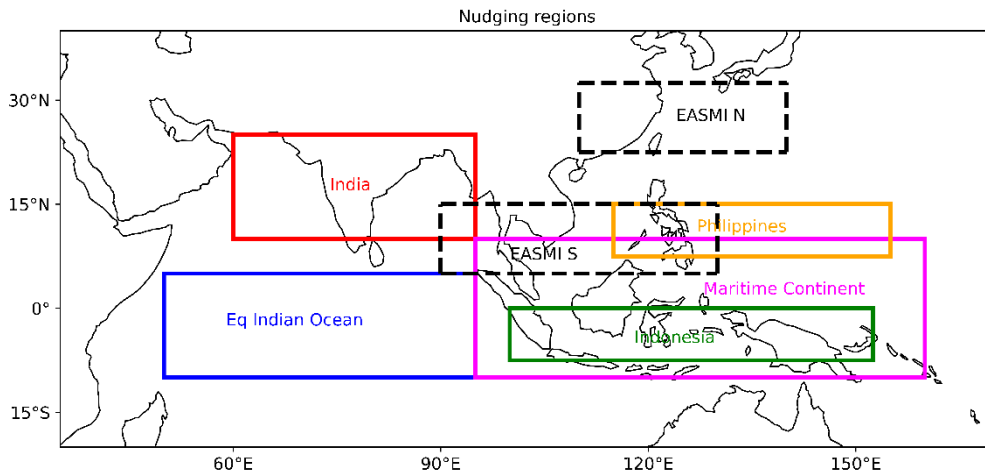 Nudging regions
30°N
EASMI N
India
15°N
Philippines
EASMI S
Maritime Continent
0°
Eq Indian Ocean
Indonesia
15°S
60°E
90°E
120°E
150°E